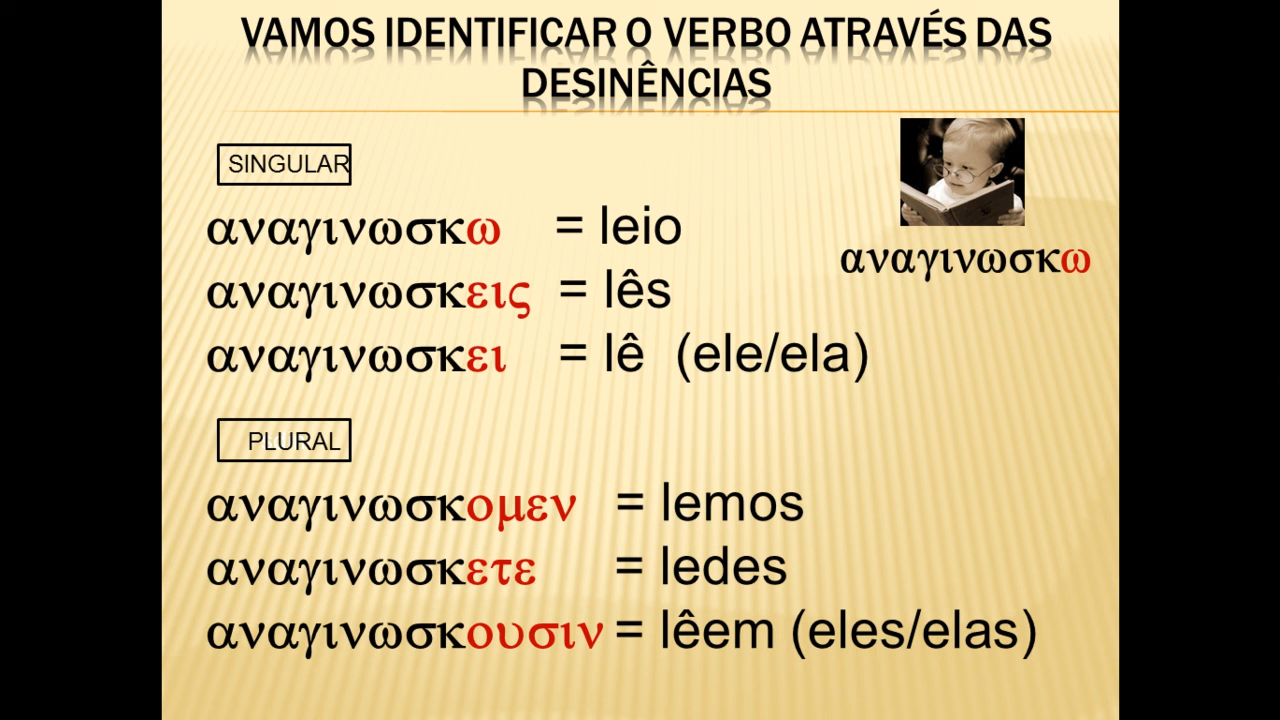 VAMOS IDENTIFICAR O VERBO ATRAVÉS DAS
DESINÊNCIAS
SINGULAR
αναγινωσκω = leio
αναγινωσκεις = lês
αναγινωσκει = lê (ele/ela)
αναγινωσκω
PLURAL
αναγινωσκομεν = lemos
αναγινωσκετε = ledes
αναγινωσκουσιν = lêem (eles/elas)